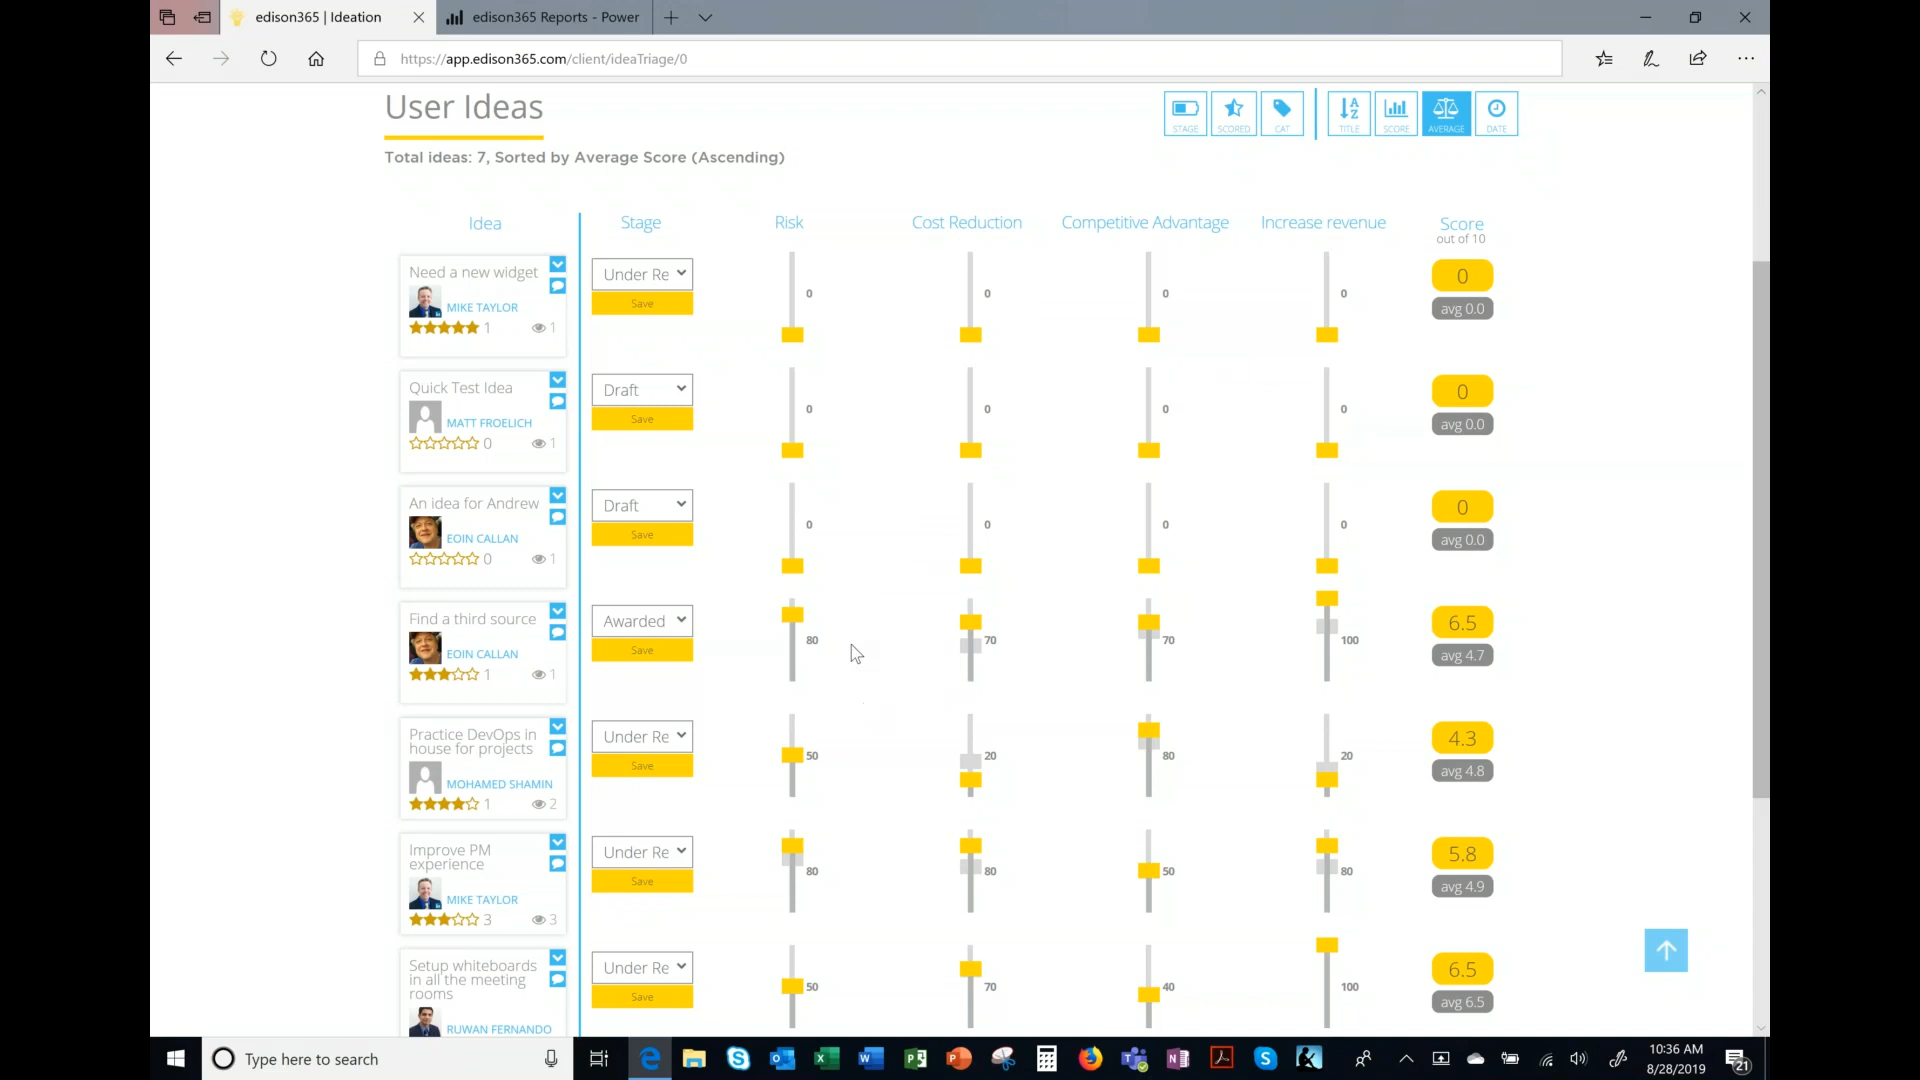 edison365 | Ideation
edison365 Reports - Power
https://app.edison365.com/client/ideaTriage/0
User Ideas
STAGE
SCORED
CAT
TITLE
SCORE
AVERAGE
DATE
Total ideas: 7, Sorted by Average Score (Ascending)
Idea
Stage
Risk
Cost Reduction
Competitive Advantage
Increase revenue
Score
out of 10
Need a new widget
MIKE TAYLOR
1
1
Under Re
Save
0
0
0
0
0
avg 0.0
Quick Test Idea
MATT FROELICH
0
1
Draft
Save
0
0
0
0
0
avg 0.0
An idea for Andrew
EOIN CALLAN
0
1
Draft
Save
0
0
0
0
0
avg 0.0
Find a third source
EOIN CALLAN
1
1
Awarded
Save
80
70
70
100
6.5
avg 4.7
Practice DevOps in
house for projects
MOHAMED SHAMIN
1
2
Under Re
Save
50
20
80
20
4.3
avg 4.8
Improve PM
experience
MIKE TAYLOR
3
3
Under Re
Save
80
80
50
80
5.8
avg 4.9
Setup whiteboards
in all the meeting
rooms
RUWAN FERNANDO
Under Re
Save
50
70
40
100
6.5
avg 6.5
Type here to search
10:36 AM
8/28/2019
21